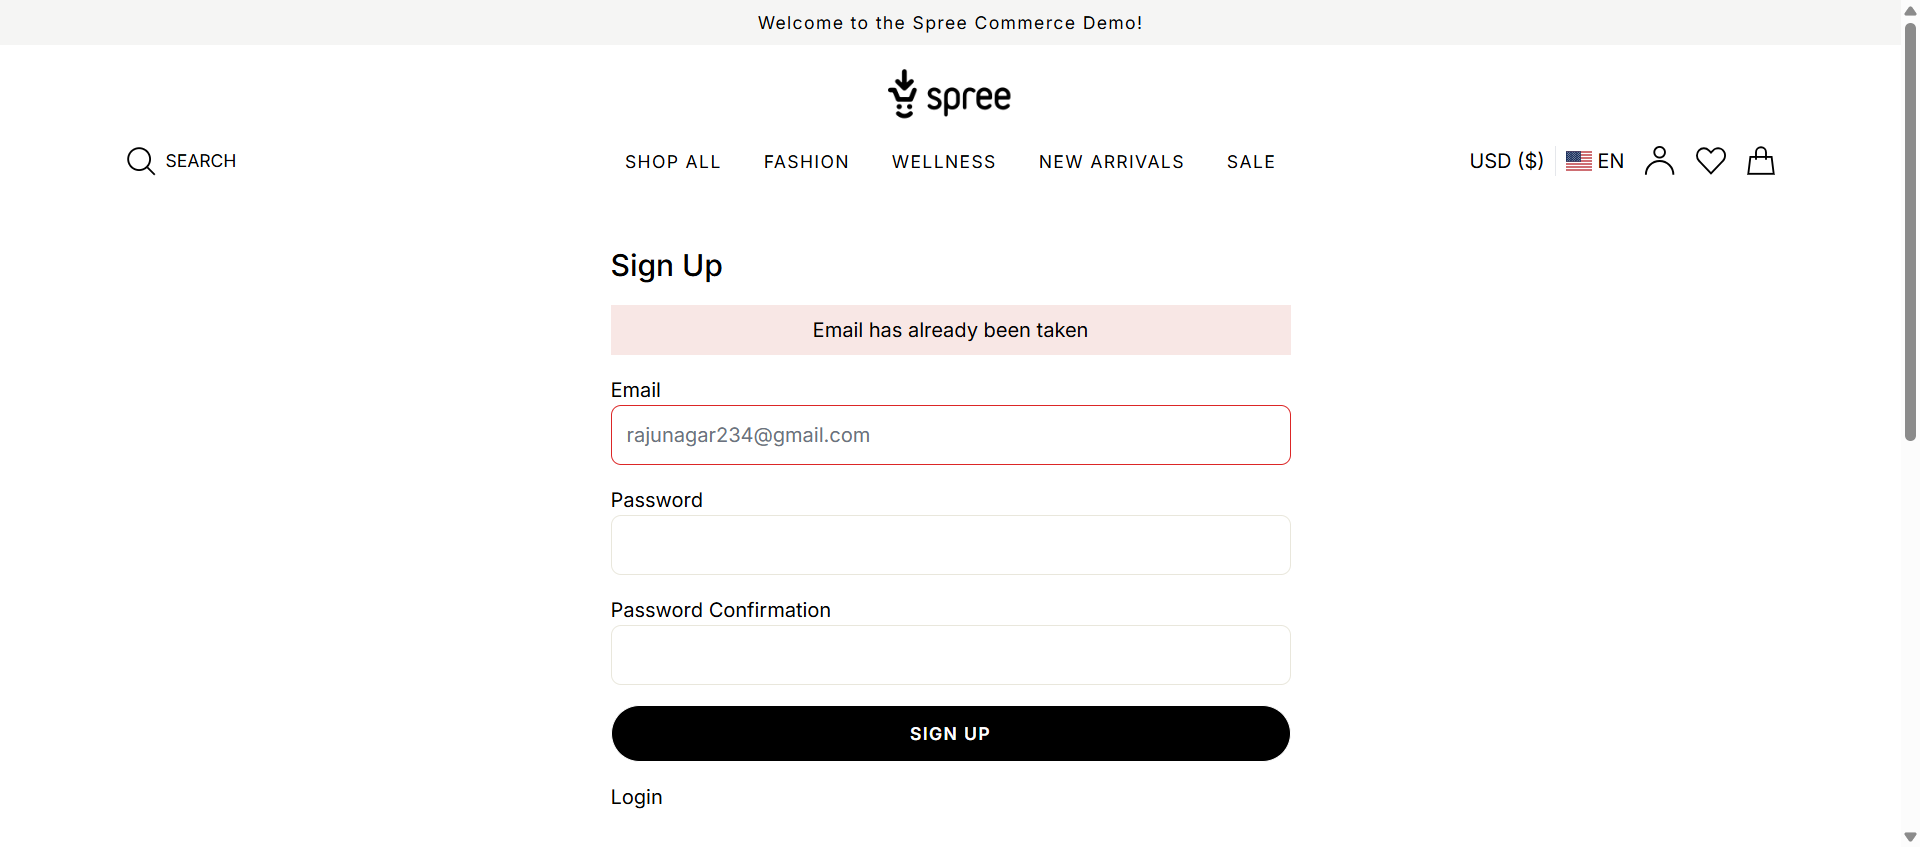 Welcome to the Spree Commerce Demo!
spree
SEARCH
SHOP ALL FASHION WELLNESS NEW ARRIVALS SALE
USD ($) EN
Sign Up
Email has already been taken
Email
rajunagar234@gmail.com
Password
Password Confirmation
SIGN UP
Login